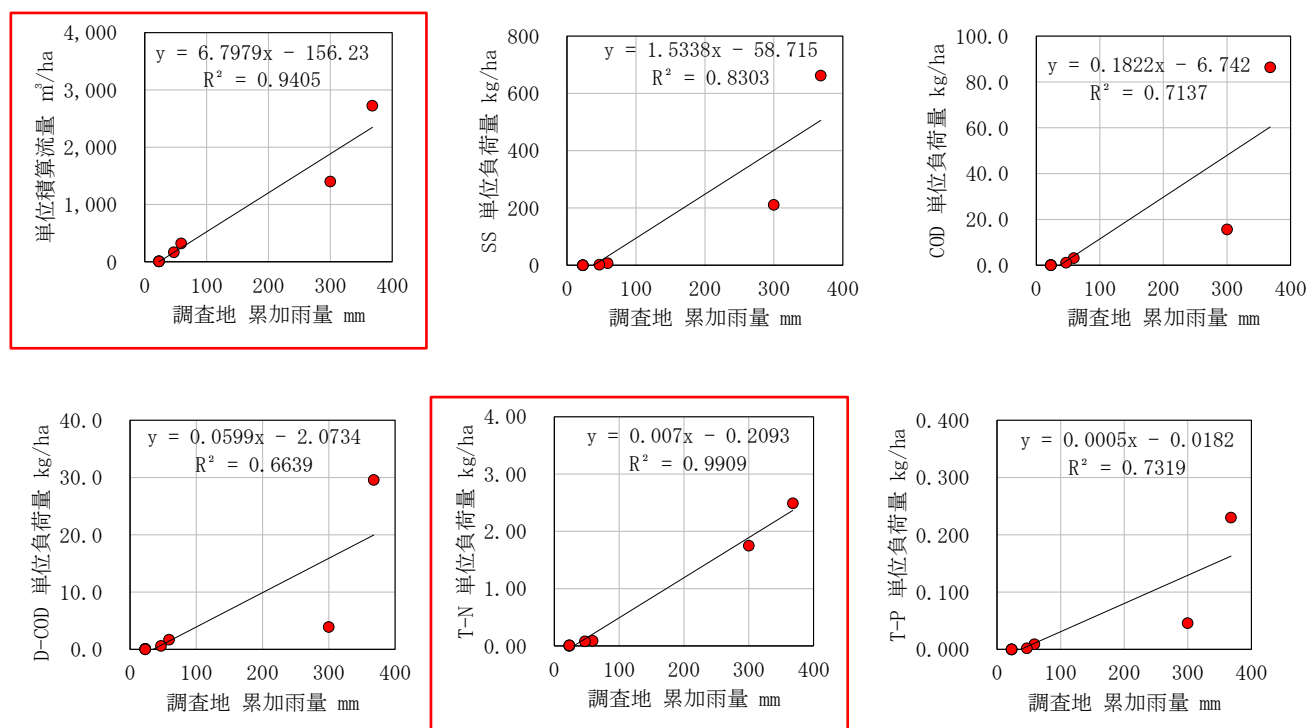 単位積算流量 m³/ha
4,000
3,000
2,000
1,000
0
y = 6.7979x - 156.23
R² = 0.9405
0 100 200 300 400
調査地 累加雨量 mm
SS 単位負荷量 kg/ha
800
600
400
200
0
y = 1.5338x - 58.715
R² = 0.8303
0 100 200 300 400
調査地 累加雨量 mm
COD 単位負荷量 kg/ha
100.0
80.0
60.0
40.0
20.0
0.0
y = 0.1822x - 6.742
R² = 0.7137
0 100 200 300 400
調査地 累加雨量 mm
D-COD 単位負荷量 kg/ha
40.0
30.0
20.0
10.0
0.0
y = 0.0599x - 2.0734
R² = 0.6639
0 100 200 300 400
調査地 累加雨量 mm
T-N 単位負荷量 kg/ha
4.00
3.00
2.00
1.00
0.00
y = 0.007x - 0.2093
R² = 0.9909
0 100 200 300 400
調査地 累加雨量 mm
T-P 単位負荷量 kg/ha
0.400
0.300
0.200
0.100
0.000
y = 0.0005x - 0.0182
R² = 0.7319
0 100 200 300 400
調査地 累加雨量 mm